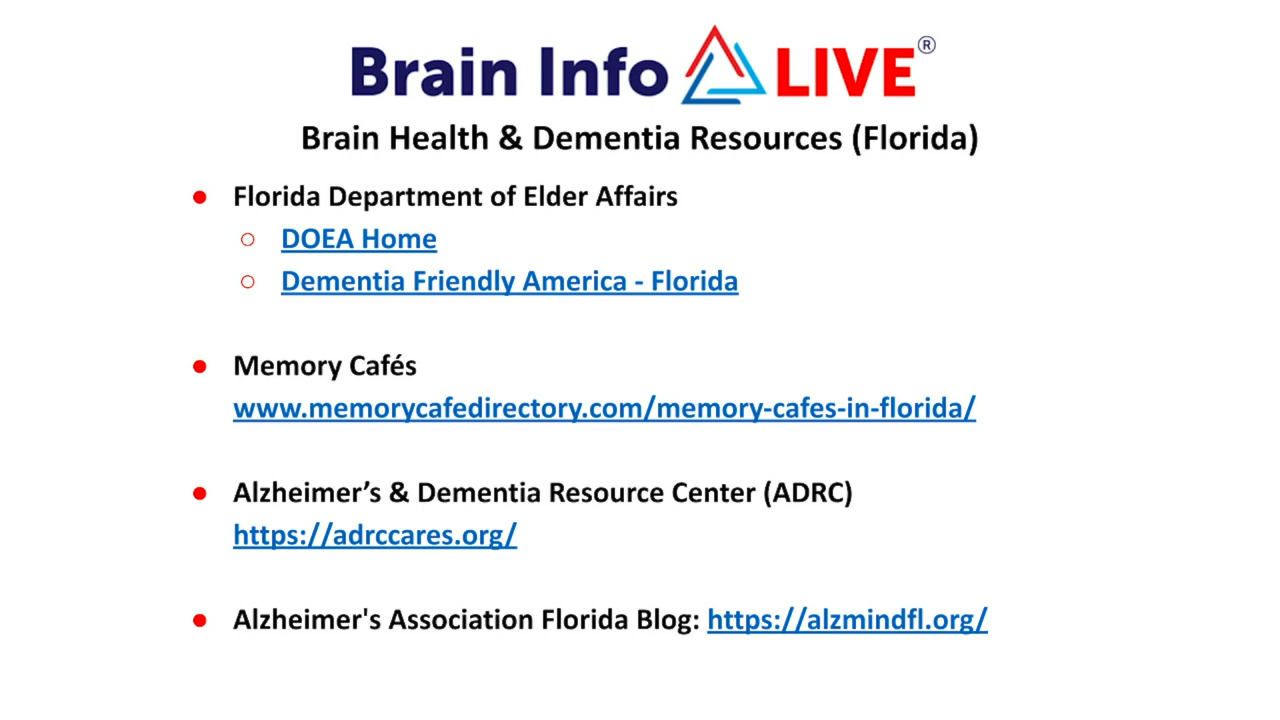 Brain Info LIVE®
Brain Health & Dementia Resources (Florida)
● Florida Department of Elder Affairs
○ DOEA Home
○ Dementia Friendly America - Florida
● Memory Cafés
www.memorycafedirectory.com/memory-cafes-in-florida/
● Alzheimer’s & Dementia Resource Center (ADRC)
https://adrccares.org/
● Alzheimer's Association Florida Blog: https://alzmindfl.org/